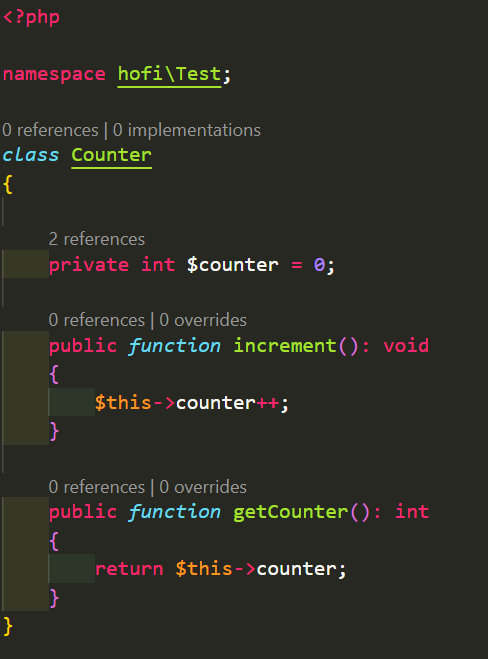 <?php
namespace hofi\Test;
0 references | 0 implementations
class Counter
{
2 references
private int $counter = 0;
0 references | 0 overrides
public function increment(): void
{
$this->counter++;
}
0 references | 0 overrides
public function getCounter(): int
{
return $this->counter;
}
}